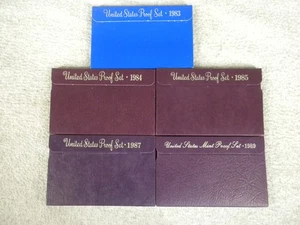 United States Proof Set · 1983
United States Proof Set · 1984
United States Proof Set · 1985
United States Proof Set · 1987
United States Mint Proof Set · 1989